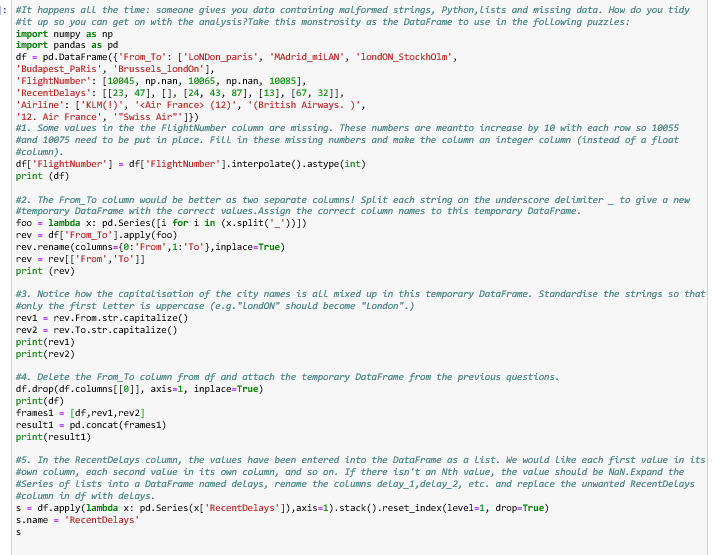 ]: #It happens all the time: someone gives you data containing malformed strings, Python,lists and missing data. How do you tidy
#it up so you can get on with the analysis?Take this monstrosity as the DataFrame to use in the following puzzles:
import numpy as np
import pandas as pd
df = pd.DataFrame({'From_To': ['LoNDon_paris', 'MAdrid_miLAN', 'londON_StockhOlm',
'Budapest_PaRis', 'Brussels_londOn'],
'FlightNumber': [10045, np.nan, 10065, np.nan, 10085],
'RecentDelays': [[23, 47], [], [24, 43, 87], [13], [67, 32]],
'Airline': ['KLM(!)', '<Air France> (12)', '(British Airways. )',
'12. Air France', '"Swiss Air"']})
#1. Some values in the the FlightNumber column are missing. These numbers are meantto increase by 10 with each row so 10055
#and 10075 need to be put in place. Fill in these missing numbers and make the column an integer column (instead of a float
#column).
df['FlightNumber'] = df['FlightNumber'].interpolate().astype(int)
print (df)
#2. The From_To column would be better as two separate columns! Split each string on the underscore delimiter _ to give a new
#temporary DataFrame with the correct values.Assign the correct column names to this temporary DataFrame.
foo = lambda x: pd.Series([i for i in (x.split('_'))])
rev = df['From_To'].apply(foo)
rev.rename(columns={0:'From',1:'To'},inplace=True)
rev = rev[['From','To']]
print (rev)
#3. Notice how the capitalisation of the city names is all mixed up in this temporary DataFrame. Standardise the strings so that
#only the first letter is uppercase (e.g."londON" should become "London".)
rev1 = rev.From.str.capitalize()
rev2 = rev.To.str.capitalize()
print(rev1)
print(rev2)
#4. Delete the From_To column from df and attach the temporary DataFrame from the previous questions.
df.drop(df.columns[[0]], axis=1, inplace=True)
print(df)
frames1 = [df,rev1,rev2]
result1 = pd.concat(frames1)
print(result1)
#5. In the RecentDelays column, the values have been entered into the DataFrame as a list. We would like each first value in its
#own column, each second value in its own column, and so on. If there isn't an Nth value, the value should be NaN.Expand the
#Series of lists into a DataFrame named delays, rename the columns delay_1,delay_2, etc. and replace the unwanted RecentDelays
#column in df with delays.
s = df.apply(lambda x: pd.Series(x['RecentDelays']),axis=1).stack().reset_index(level=1, drop=True)
s.name = 'RecentDelays'
s